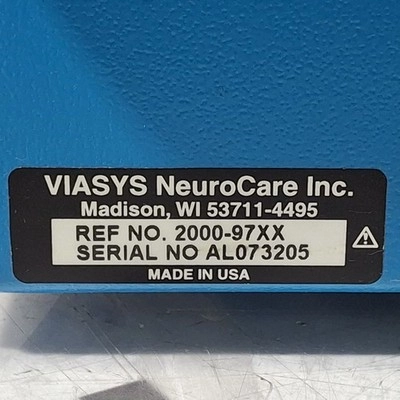 VIASYS NeuroCare Inc.
Madison, WI 53711-4495
REF NO. 2000-97XX
SERIAL NO AL073205
MADE IN USA